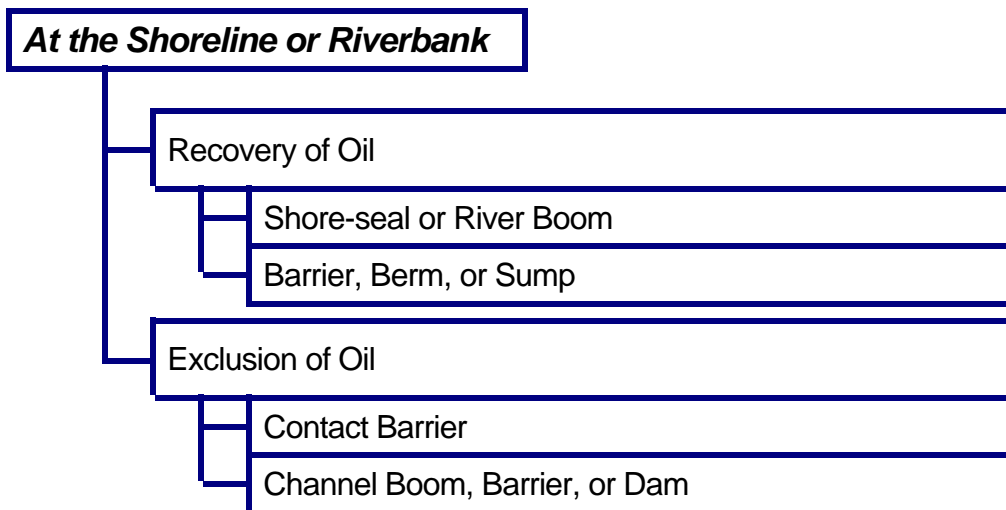 At the Shoreline or Riverbank
Recovery of Oil
Shore-seal or River Boom
Barrier, Berm, or Sump
Exclusion of Oil
Contact Barrier
Channel Boom, Barrier, or Dam